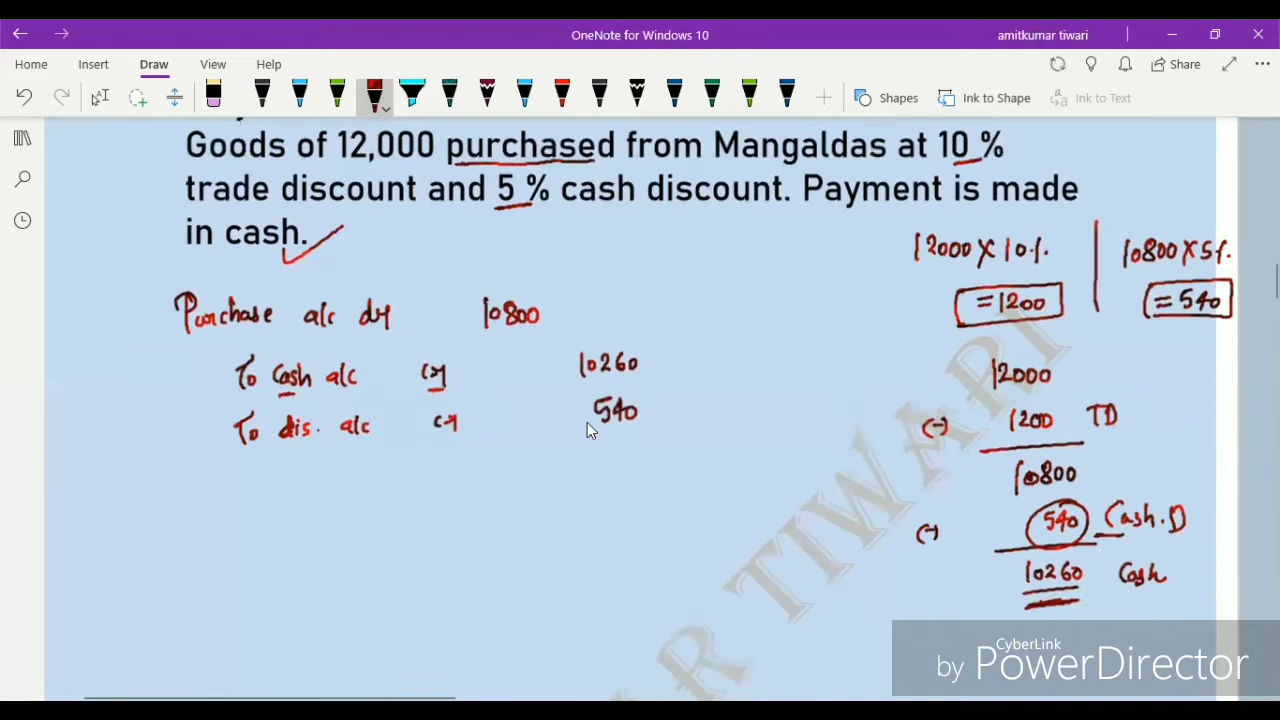 OneNote for Windows 10
amitkumar tiwari
Home Insert Draw View Help
Share
Shapes Ink to Shape Ink to Text
Goods of 12,000 purchased from Mangaldas at 10 %
trade discount and 5 % cash discount. Payment is made
in cash.
12000 X 10% 10800 X 5%
=1200 =540
Purchase a/c dr 10800
To Cash a/c 10260
To dis. a/c 540
12000
(-) 1200 TD
10800
(-) 540 Cash.D
10260 Cash
R TIWARI
CyberLink
by PowerDirector